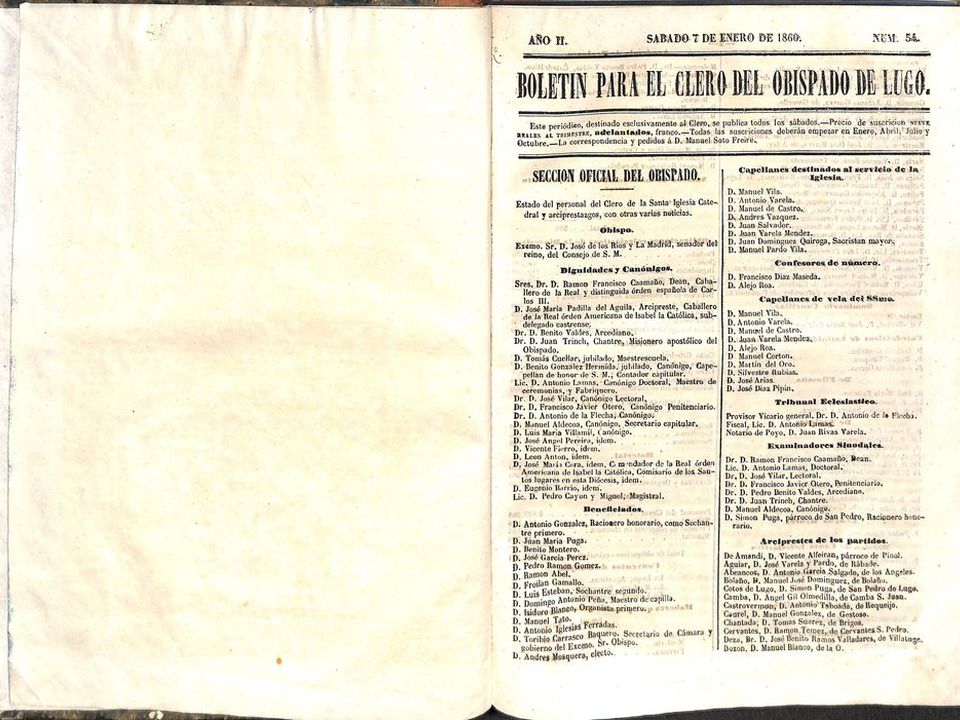 AÑO II. SABADO 7 DE ENERO DE 1860. NUM. 54.
BOLETIN PARA EL CLERO DEL OBISPADO DE LUGO.
Este periódico, destinado esclusivamente al Clero, se publica todos los sábados.—Precio de suscricion NUEVE
REALES AL TRIMESTRE, adelantados, franco.—Todas las suscriciones deberán empezar en Enero, Abril, Julio y
Octubre.—La correspondencia y pedidos á D. Manuel Soto Freire.
SECCION OFICIAL DEL OBISPADO.
Estado del personal del Clero de la Santa Iglesia Cate-
dral y arciprestazgos, con otras varias noticias.
Obispo.
Excmo. Sr. D. José de los Rios y La Madrid, senador del
reino, del Consejo de S. M.
Dignidades y Canónigos.
Sres. Dr. D. Ramon Francisco Caamaño, Dean, Caba-
llero de la Real y distinguida órden española de Car-
los III.
D. José Maria Padilla del Aguila, Arcipreste, Caballero
de la Real órden Americana de Isabel la Católica, sub-
delegado castrense.
Dr. D. Benito Valdes, Arcediano.
Dr. D. Juan Trinch, Chantre, Misionero apostólico del
Obispado.
D. Tomás Cuellar, jubilado, Maestrescuela.
D. Benito González Hermida, jubilado, Canónigo, Cape-
pellan de honor de S. M.; Contador capitular.
Lic. D. Antonio Lamas, Canónigo Doctoral, Maestro de
ceremonias, y Fabriquero.
Dr. D. José Vilar, Canónigo Lectoral.
Dr. D. Francisco Javier Otero, Canónigo Penitenciario.
Dr. D. Antonio de la Flecha, Canónigo.
D. Manuel Aldecoa, Canónigo, Secretario capitular.
D. Luis Maria Villamil, Canónigo.
D. José Angel Pereira, idem.
D. Vicente Fierro, idem.
D. Leon Anton, idem.
D. José Maria Cora, idem, Comendador de la Real órden
Americana de Isabel la Católica, Comisario de los San-
tos lugares en esta Diócesis, idem.
D. Eugenio Barrio, idem.
Lic. D. Pedro Cayon y Miguel, Magistral.
Beneficiados.
D. Antonio Gonzalez, Racionero honorario, como Sochan-
tre primero.
D. Juan Maria Puga.
D. Benito Montero.
D. José Garcia Perez.
D. Pedro Ramon Gomez.
D. Ramon Abel.
D. Froilan Gamallo.
D. Luis Esteban, Sochantre segundo.
D. Domingo Antonio Peña, Maestro de capilla.
D. Isidoro Blanco, Organista primero.
D. Manuel Tato.
D. Antonio Iglesias Ferradas.
D. Toribio Carrasco Baquero, Secretario de Cámara y
gobierno del Excmo. Sr. Obispo.
D. Andres Mosquera, electo.
Capellanes destinados al servicio de la
Iglesia.
D. Manuel Vila.
D. Antonio Varela.
D. Manuel de Castro.
D. Andres Vazquez.
D. Juan Salvador.
D. Juan Varela Mendez.
D. Juan Dominguez Quiroga, Sacristan mayor.
D. Manuel Pardo Vila.
Confesores de número.
D. Francisco Diaz Maseda.
D. Alejo Roa.
Capellanes de vela del SSmo.
D. Manuel Vila.
D. Antonio Varela.
D. Manuel de Castro.
D. Juan Varela Mendez.
D. Alejo Roa.
D. Manuel Corton.
D. Martin del Oro.
D. Silvestre Rubias.
D. José Arias.
D. José Diaz Pipin.
Tribunal Eclesiastico.
Provisor Vicario general, Dr. D. Antonio de la Flecha.
Fiscal, Lic. D. Antonio Lamas.
Notario de Poyo, D. Juan Rivas Varela.
Examinadores Sinodales.
Dr. D. Ramon Francisco Caamaño, Dean.
Lic. D. Antonio Lamas, Doctoral.
Dr. D. José Vilar, Lectoral.
Dr. D. Francisco Javier Otero, Penitenciario.
Dr. D. Pedro Benito Valdes, Arcediano.
Dr. D. Juan Trinch, Chantre.
D. Manuel Aldecoa, Canónigo.
D. Simon Puga, párroco de San Pedro, Racionero hono-
rario.
Arciprestes de los partidos.
De Amandi, D. Vicente Alfeiran, párroco de Pinol.
Aguiar, D. José Varela y Pardo, de Rábade.
Abeancos, D. Antonio Garcia Salgado, de los Angeles.
Bolaño, D. Manuel José Dominguez, de Bolaño.
Cotos de Lugo, D. Simon Puga, de San Pedro de Lugo.
Camba, D. Angel Gil Olmedilla, de Camba S. Juan.
Castrovermon, D. Antonio Taboada, de Requeijo.
Caurel, D. Manuel Gonzalez, de Gestoso.
Chantada, D. Tomas Suarez, de Brigos.
Cervantes, D. Ramon Temez, de Cervantes S. Pedro.
Deza, Dr. D. José Benito Ramos Valladares, de Villatuge.
Dozon, D. Manuel Blanco, de la O.